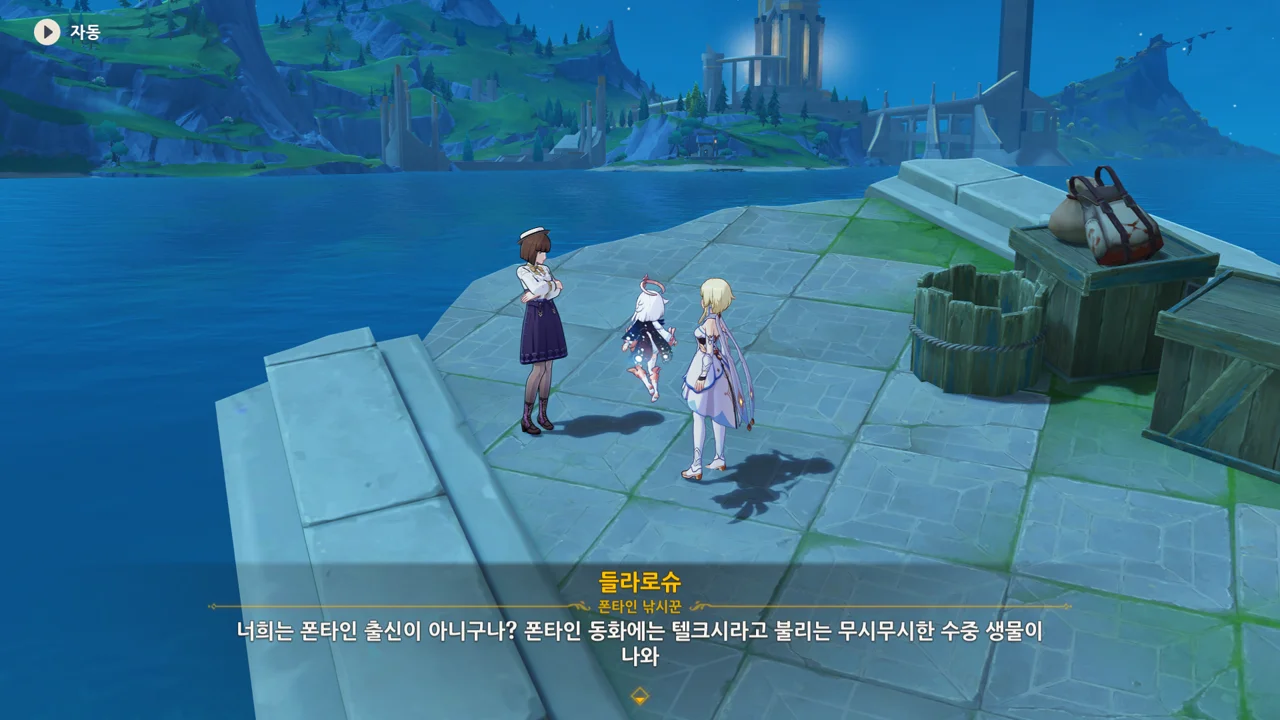 자동
들라로슈
폰타인 낚시꾼
너희는 폰타인 출신이 아니구나? 폰타인 동화에는 텔크시라고 불리는 무시무시한 수중 생물이
나와